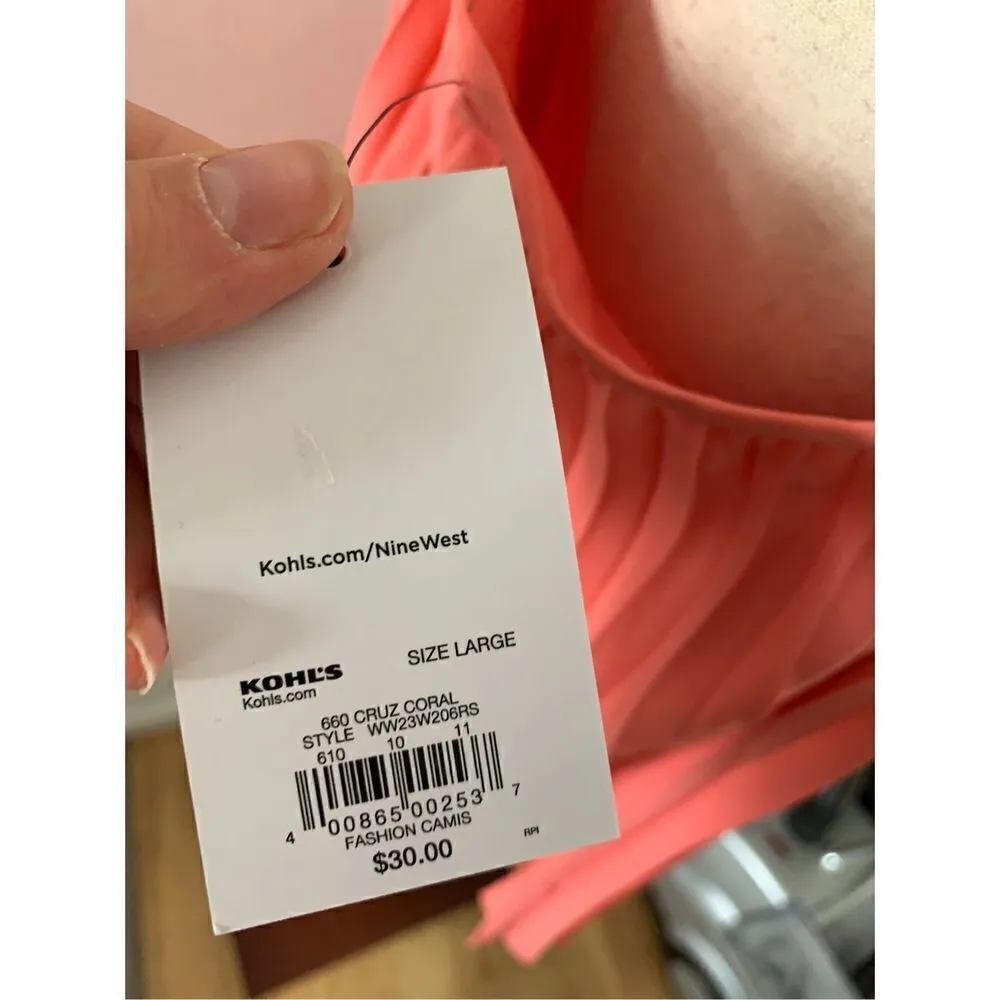 Kohls.com/NineWest
SIZE LARGE
KOHL'S
Kohls.com
660 CRUZ CORAL
STYLE WW23W206RS
610 10 11
4 00865 00253 7
FASHION CAMIS
RPI
$30.00